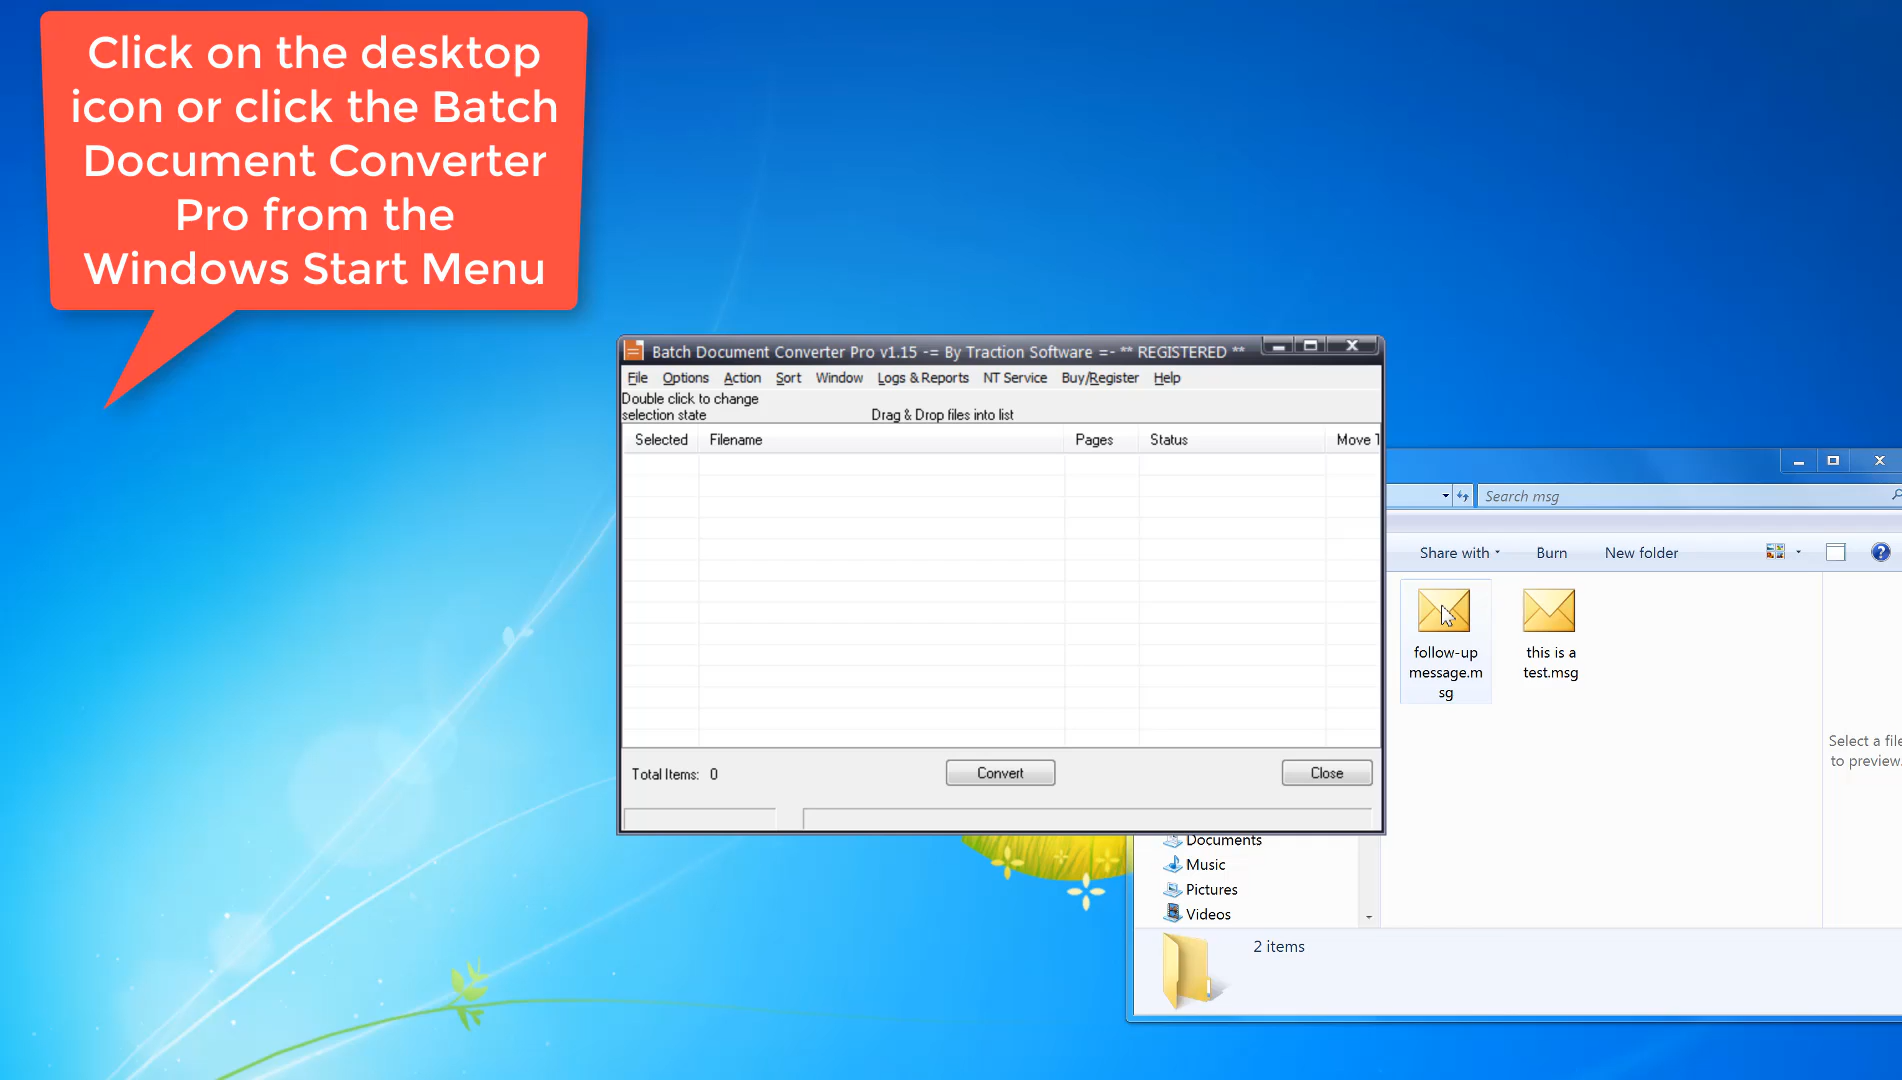 Click on the desktop
icon or click the Batch
Document Converter
Pro from the
Windows Start Menu
Batch Document Converter Pro v1.15 -= By Traction Software =- ** REGISTERED **
File Options Action Sort Window Logs & Reports NT Service Buy/Register Help
Double click to change
selection state
Drag & Drop files into list
Selected Filename Pages Status Move T
Total Items: 0
Convert
Close
Search msg
Share with Burn New folder
follow-up
message.m
sg
this is a
test.msg
Select a file
to preview.
Documents
Music
Pictures
Videos
2 items